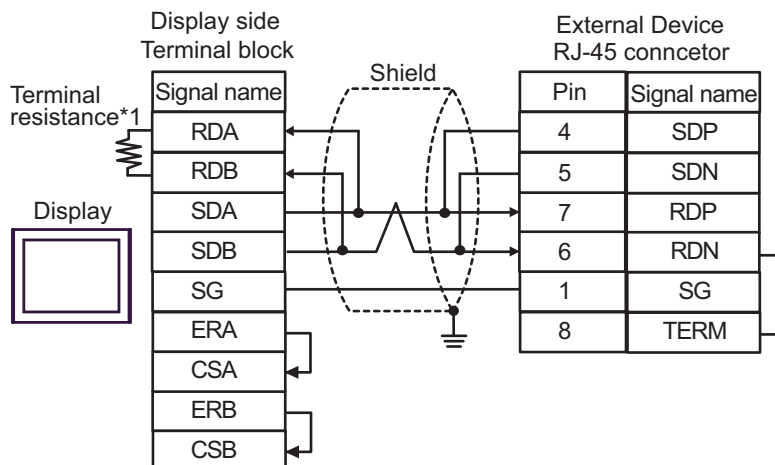 Display side
Terminal block
External Device
RJ-45 conncetor
Shield
Terminal
resistance*1
Display
Signal name
RDA
RDB
SDA
SDB
SG
ERA
CSA
ERB
CSB
Pin Signal name
4 SDP
5 SDN
7 RDP
6 RDN
1 SG
8 TERM